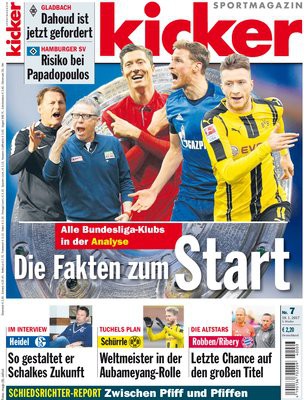 GLADBACH
Dahoud ist
jetzt gefordert
HAMBURGER SV
Risiko bei
Papadopoulos
SPORTMAGAZIN
kicker
kicker
GAZPROM
Alle Bundesliga-Klubs
in der Analyse
Die Fakten zum Start
Nr. 7
€ 2,20
IM INTERVIEW
Heidel
So gestaltet er
Schalkes Zukunft
TUCHELS PLAN
Schürrle
Weltmeister in der
Aubameyang-Rolle
DIE ALTSTARS
Robben/Ribery
Letzte Chance auf
den großen Titel
SCHIEDSRICHTER-REPORT Zwischen Pfiff und Pfiffen